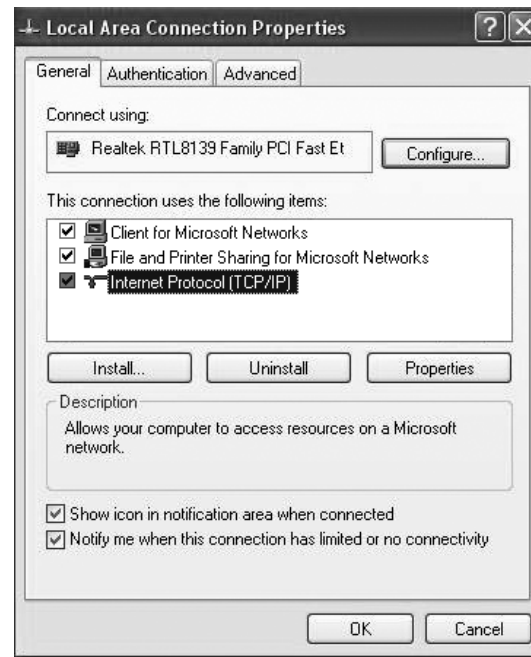 Local Area Connection Properties
General Authentication Advanced
Connect using:
Realtek RTL8139 Family PCI Fast Et
Configure...
This connection uses the following items:
Client for Microsoft Networks
File and Printer Sharing for Microsoft Networks
Internet Protocol (TCP/IP)
Install... Uninstall Properties
Description
Allows your computer to access resources on a Microsoft
network.
Show icon in notification area when connected
Notify me when this connection has limited or no connectivity
OK Cancel